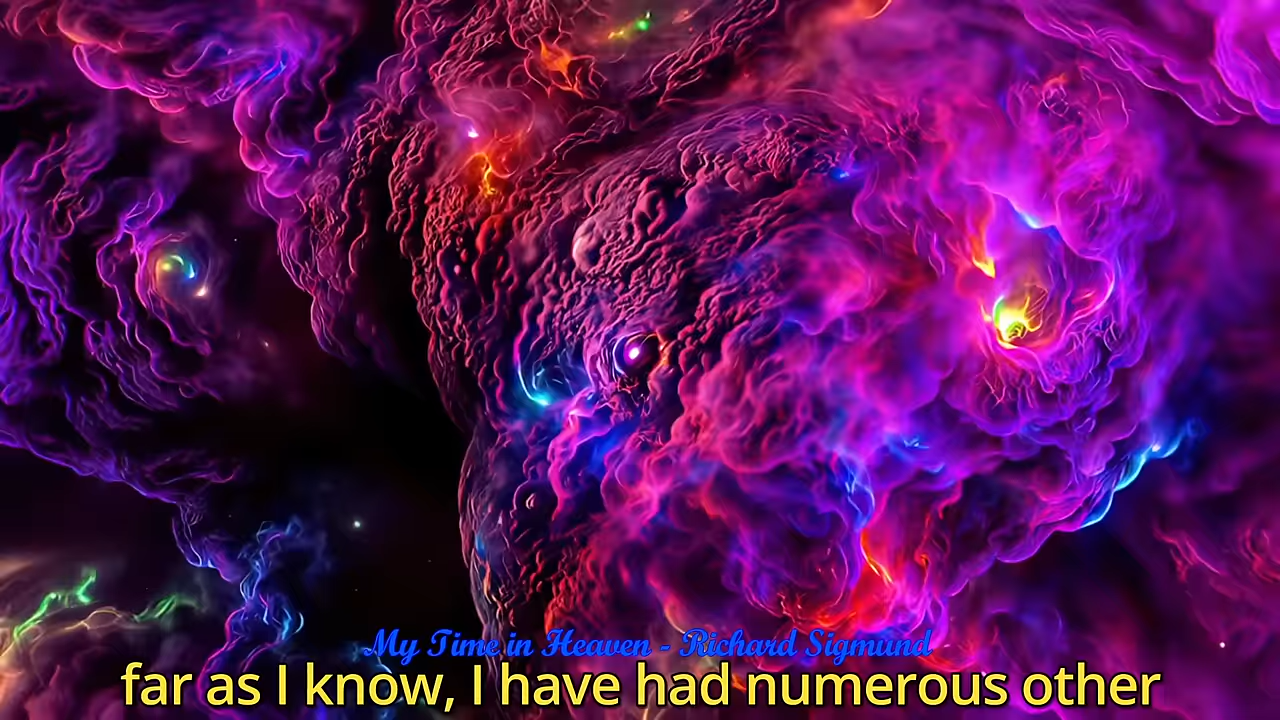 My Time in Heaven - Richard Sigmund
far as I know, I have had numerous other